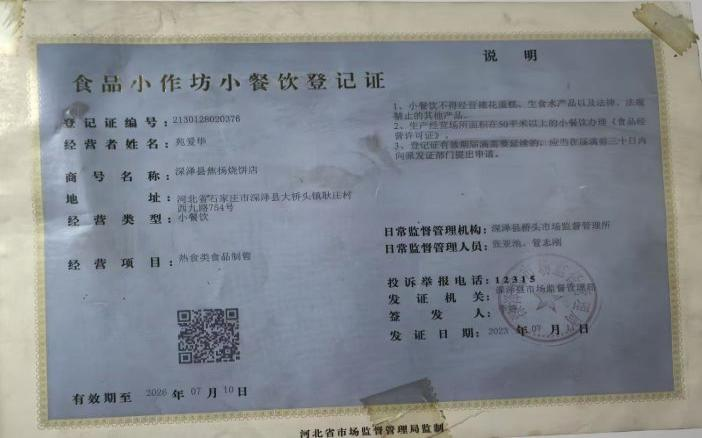 食品小作坊小餐饮登记证
登记证编号：2130128020376
经营者姓名：苑爱华
商号名称：深泽县焦杨烧饼店
地址：河北省石家庄市深泽县大桥头镇耿庄村
西九路754号
经营类型：小餐饮
经营项目：热食类食品制售
有效期至 2026 年 07 月 10 日
说明
1、小餐饮不得经营裱花蛋糕、生食水产品以及法律、法规
禁止的其他产品。
2、生产经营场所面积在50平米以上的小餐饮办理《食品经
营许可证》。
3、登记证有效期届满需要延续的，应当在届满前三十日内
向原发证部门提出申请。
日常监督管理机构：深泽县桥头市场监督管理所
日常监督管理人员：张亚池、管志刚
投诉举报电话：12315
发证机关：深泽县市场监督管理局
签发人：
发证日期：2023 年 07 月 日
河北省市场监督管理局监制